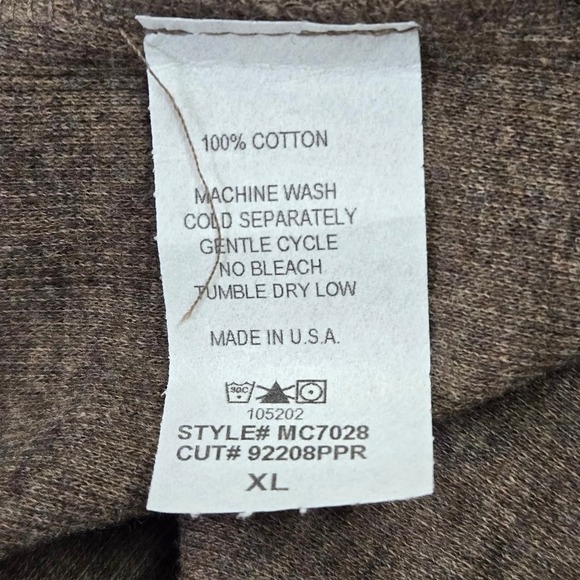 100% COTTON
MACHINE WASH
COLD SEPARATELY
GENTLE CYCLE
NO BLEACH
TUMBLE DRY LOW
MADE IN U.S.A.
30C
105202
STYLE# MC7028
CUT# 92208PPR
XL